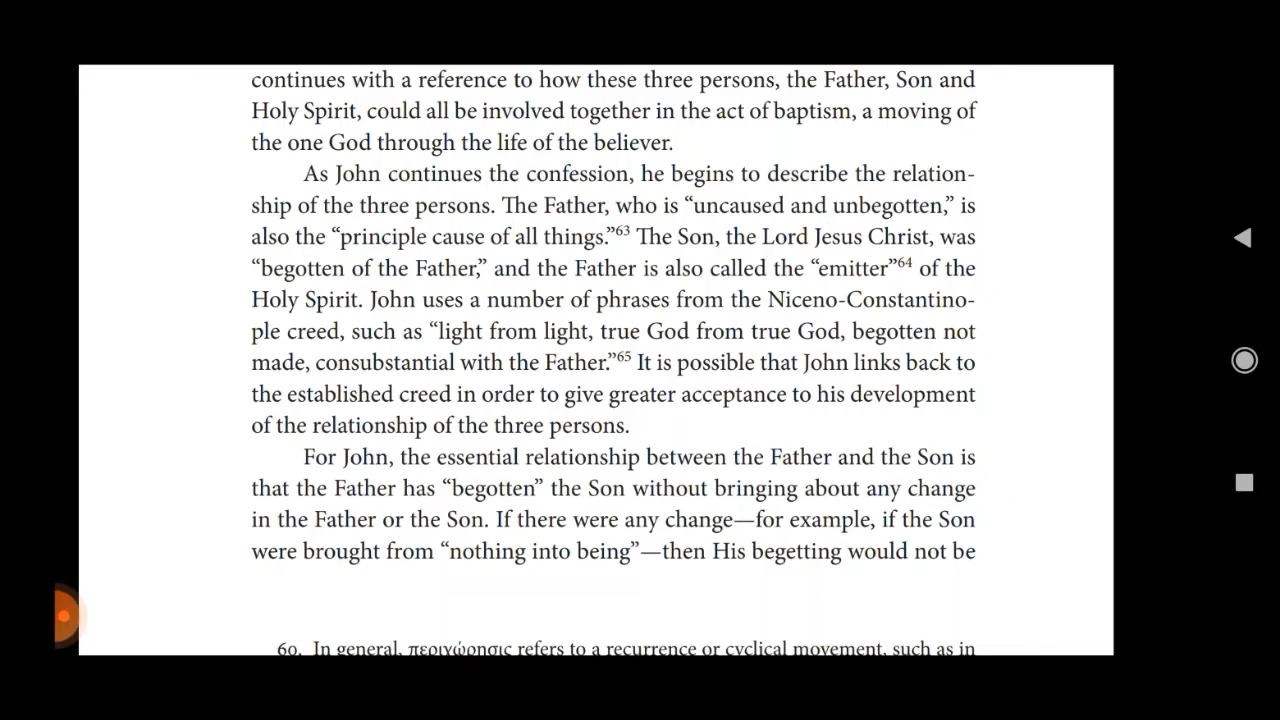 continues with a reference to how these three persons, the Father, Son and
Holy Spirit, could all be involved together in the act of baptism, a moving of
the one God through the life of the believer.
As John continues the confession, he begins to describe the relation-
ship of the three persons. The Father, who is “uncaused and unbegotten,” is
also the “principle cause of all things.”63 The Son, the Lord Jesus Christ, was
“begotten of the Father,” and the Father is also called the “emitter”64 of the
Holy Spirit. John uses a number of phrases from the Niceno-Constantino-
ple creed, such as “light from light, true God from true God, begotten not
made, consubstantial with the Father.”65 It is possible that John links back to
the established creed in order to give greater acceptance to his development
of the relationship of the three persons.
For John, the essential relationship between the Father and the Son is
that the Father has “begotten” the Son without bringing about any change
in the Father or the Son. If there were any change—for example, if the Son
were brought from “nothing into being”—then His begetting would not be
60. In general, περιχώρησις refers to a recurrence or cyclical movement, such as in